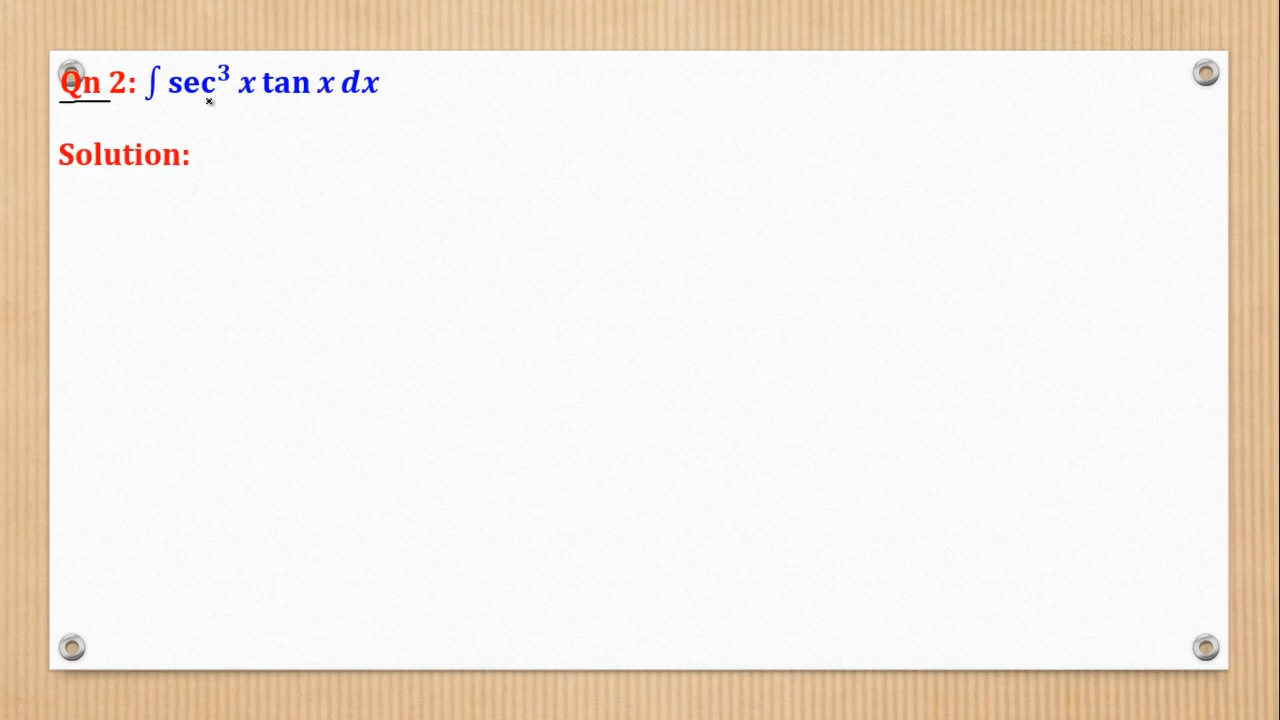 Qn 2: ∫ sec³ x tan x dx
Solution: